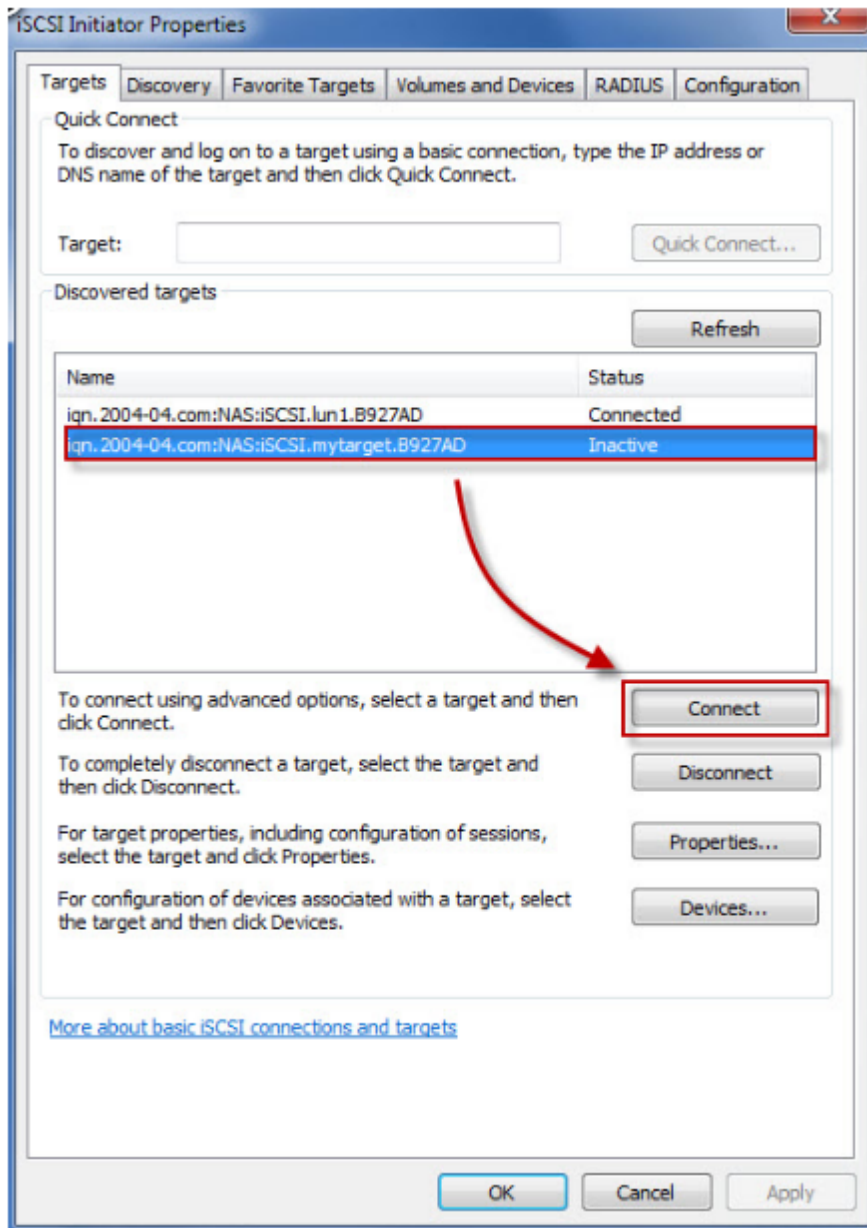 iSCSI Initiator Properties
Targets Discovery Favorite Targets Volumes and Devices RADIUS Configuration
Quick Connect
To discover and log on to a target using a basic connection, type the IP address or
DNS name of the target and then click Quick Connect.
Target:
Quick Connect...
Discovered targets
Refresh
Name Status
iqn.2004-04.com:NAS:iSCSI.lun1.B927AD Connected
iqn.2004-04.com:NAS:iSCSI.mytarget.B927AD Inactive
To connect using advanced options, select a target and then
click Connect.
Connect
To completely disconnect a target, select the target and
then click Disconnect.
Disconnect
For target properties, including configuration of sessions,
select the target and click Properties.
Properties...
For configuration of devices associated with a target, select
the target and then click Devices.
Devices...
More about basic iSCSI connections and targets
OK Cancel Apply